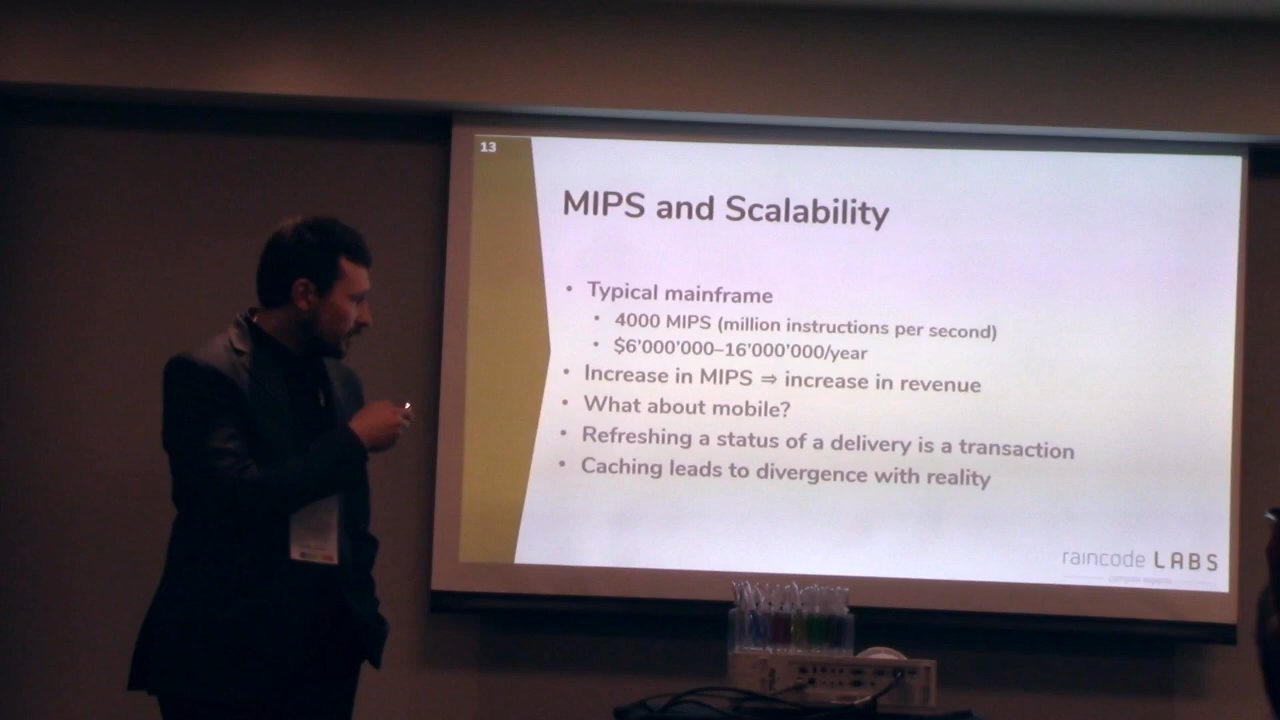 13
MIPS and Scalability
• Typical mainframe
• 4000 MIPS (million instructions per second)
• $6'000'000–16'000'000/year
• Increase in MIPS ⇒ increase in revenue
• What about mobile?
• Refreshing a status of a delivery is a transaction
• Caching leads to divergence with reality
raincode LABS
compiler experts